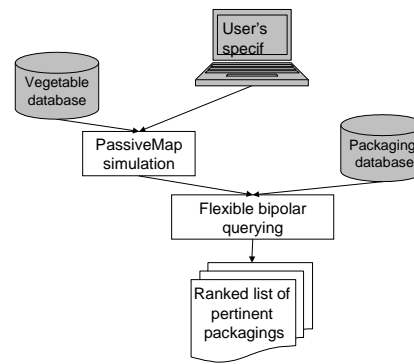 User's
specif
Vegetable
database
PassiveMap
simulation
Packaging
database
Flexible bipolar
querying
Ranked list of
pertinent
packagings